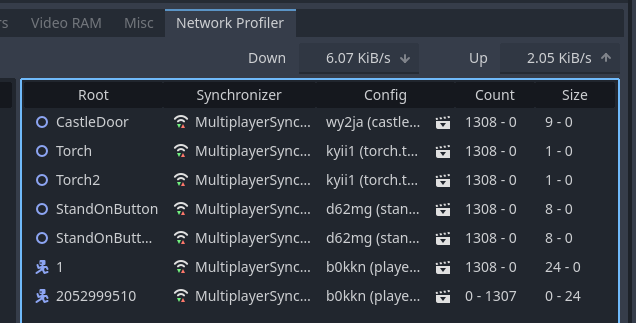 rs Video RAM Misc Network Profiler
Down 6.07 KiB/s Up 2.05 KiB/s
Root Synchronizer Config Count Size
CastleDoor MultiplayerSync... wy2ja (castle... 1308 - 0 9 - 0
Torch MultiplayerSync... kyii1 (torch.t... 1308 - 0 1 - 0
Torch2 MultiplayerSync... kyii1 (torch.t... 1308 - 0 1 - 0
StandOnButton MultiplayerSync... d62mg (stan... 1308 - 0 8 - 0
StandOnButt... MultiplayerSync... d62mg (stan... 1308 - 0 8 - 0
1 MultiplayerSync... b0kkn (playe... 1308 - 0 24 - 0
2052999510 MultiplayerSync... b0kkn (playe... 0 - 1307 0 - 24